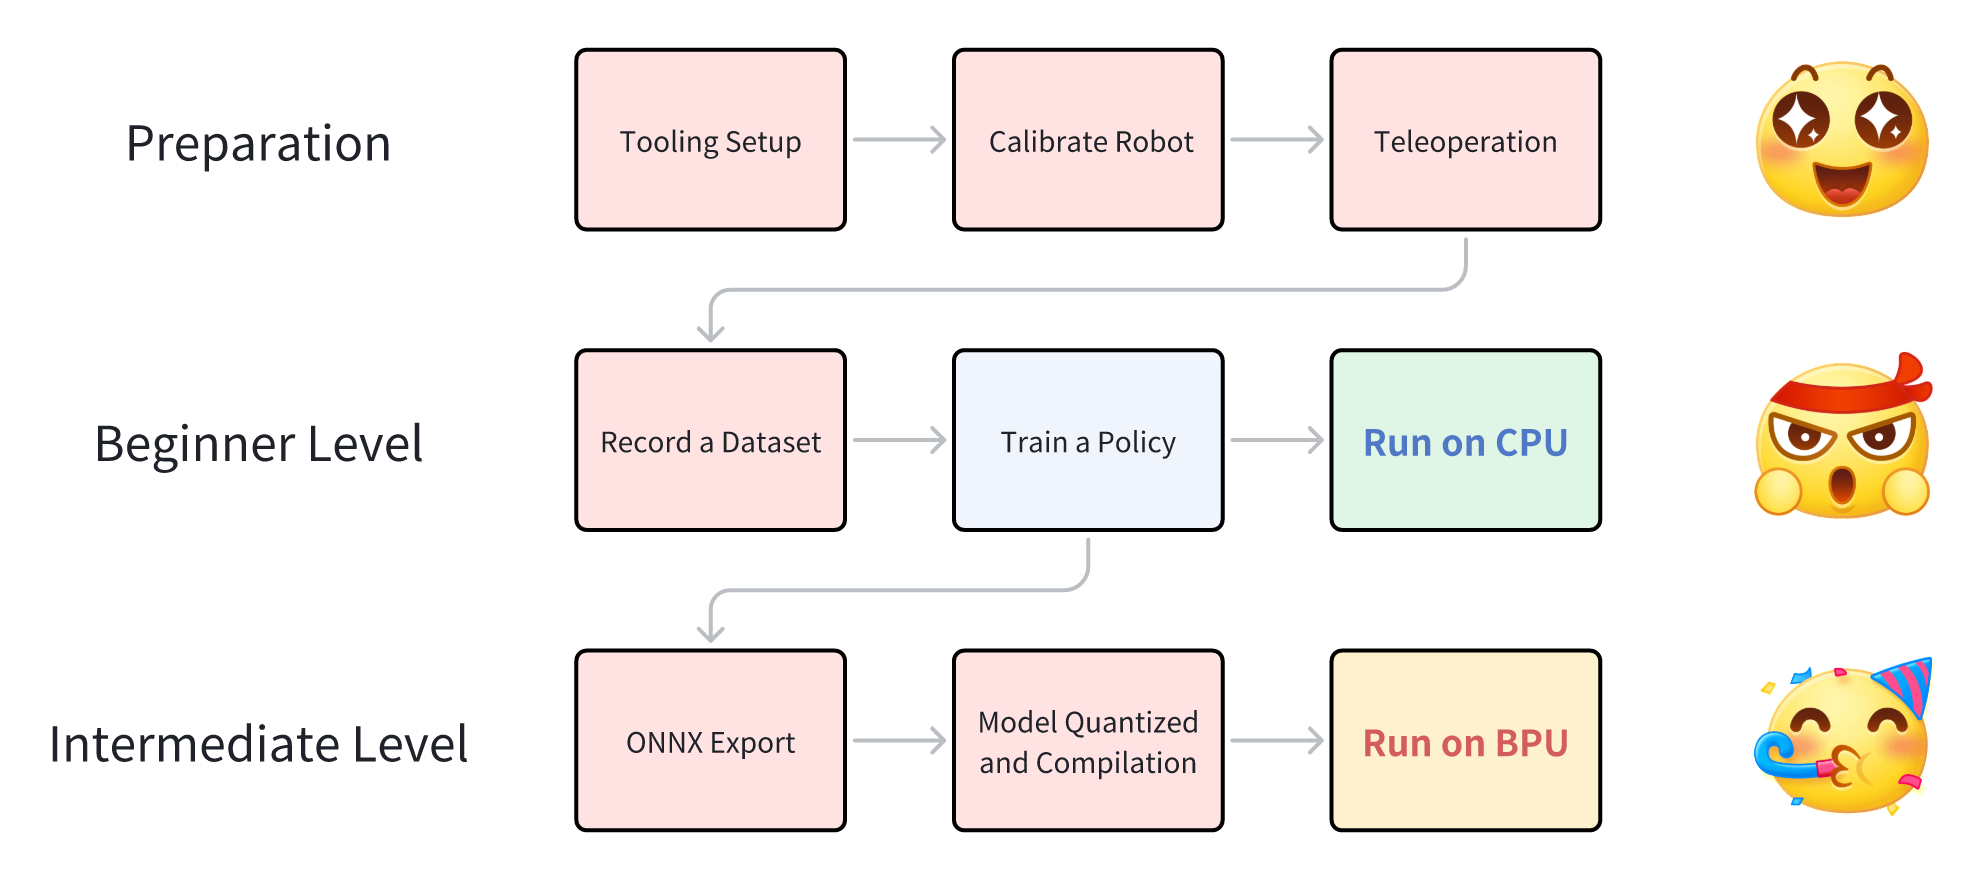 Preparation
Tooling Setup
Calibrate Robot
Teleoperation
Beginner Level
Record a Dataset
Train a Policy
Run on CPU
Intermediate Level
ONNX Export
Model Quantized
and Compilation
Run on BPU